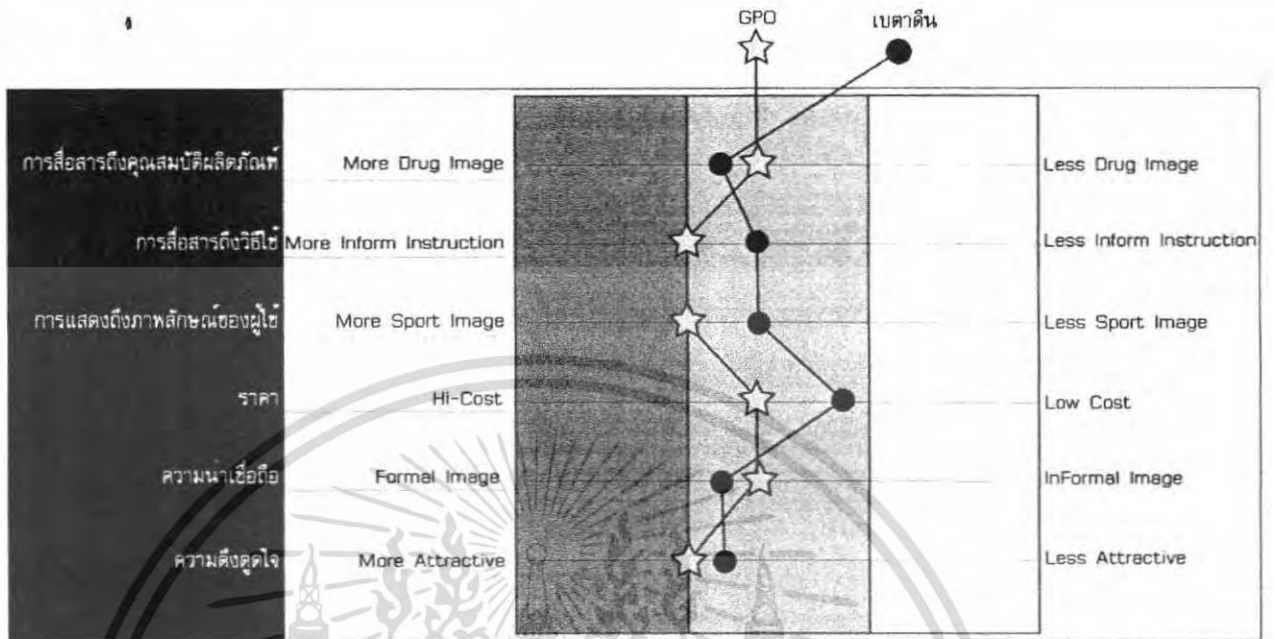 GPO เบตาดีน
การสื่อสารถึงคุณสมบัติผลิตภัณฑ์ More Drug Image Less Drug Image
การสื่อสารถึงวิธีใช้ More Inform Instruction Less Inform Instruction
การแสดงถึงภาพลักษณ์ของผู้ใช้ More Sport Image Less Sport Image
ราคา Hi-Cost Low Cost
ความน่าเชื่อถือ Formal Image InFormal Image
ความดึงดูดใจ More Attractive Less Attractive